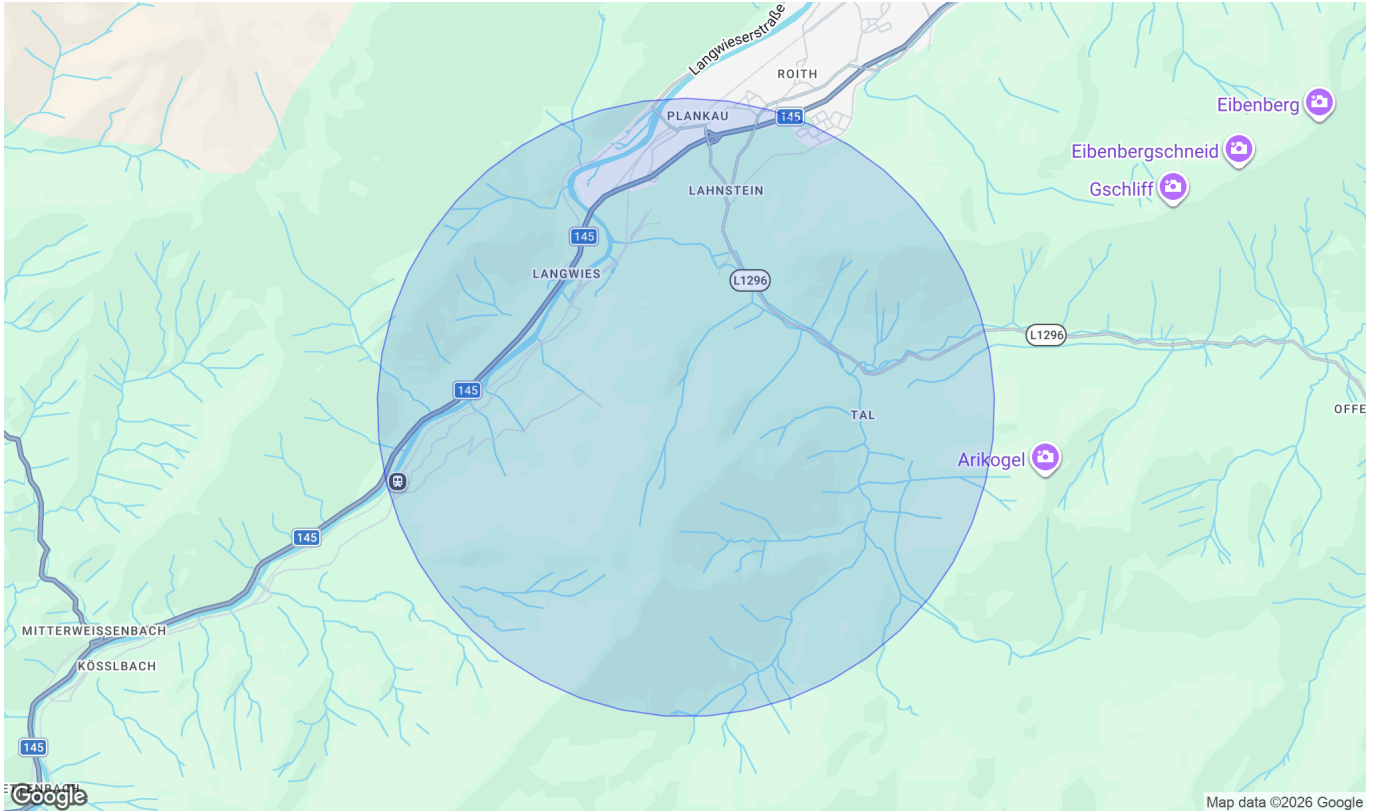 Langwieserstraße
ROITH
Eibenberg
PLANKAU
145
Eibenbergschneid
Gschliff
LAHNSTEIN
145
LANGWIES
L1296
L1296
145
OFFE
TAL
Arikogel
145
MITTERWEISSENBACH
KÖSSLBACH
145
Google
Map data ©2026 Google